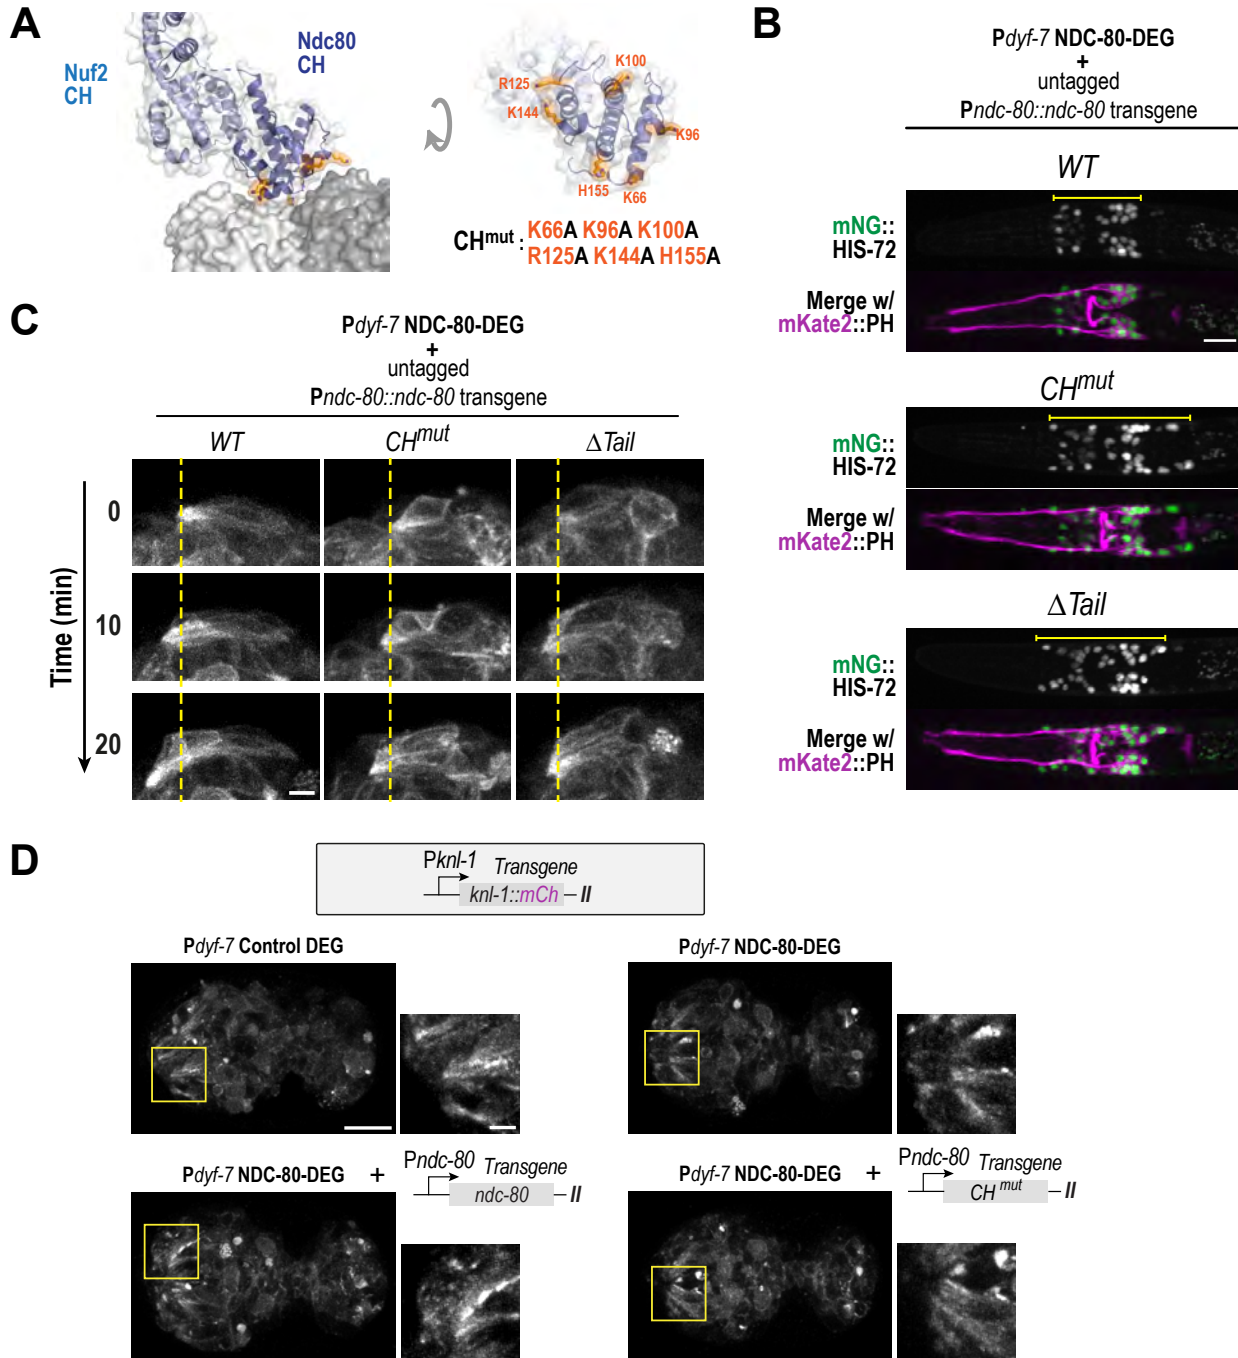 A
Nuf2
CH
Ndc80
CH
R125
K100
K144
K96
H155
K66
CHmut : K66A K96A K100A
R125A K144A H155A
B
Pdyf-7 NDC-80-DEG
+
untagged
Pndc-80::ndc-80 transgene
WT
mNG::
HIS-72
Merge w/
mKate2::PH
CHmut
mNG::
HIS-72
Merge w/
mKate2::PH
ΔTail
mNG::
HIS-72
Merge w/
mKate2::PH
C
Pdyf-7 NDC-80-DEG
+
untagged
Pndc-80::ndc-80 transgene
WT CHmut ΔTail
Time (min)
0
10
20
D
Pknl-1 Transgene
knl-1::mCh II
Pdyf-7 Control DEG
Pdyf-7 NDC-80-DEG
Pdyf-7 NDC-80-DEG + Pndc-80 Transgene
ndc-80 II
Pdyf-7 NDC-80-DEG + Pndc-80 Transgene
CH mut II